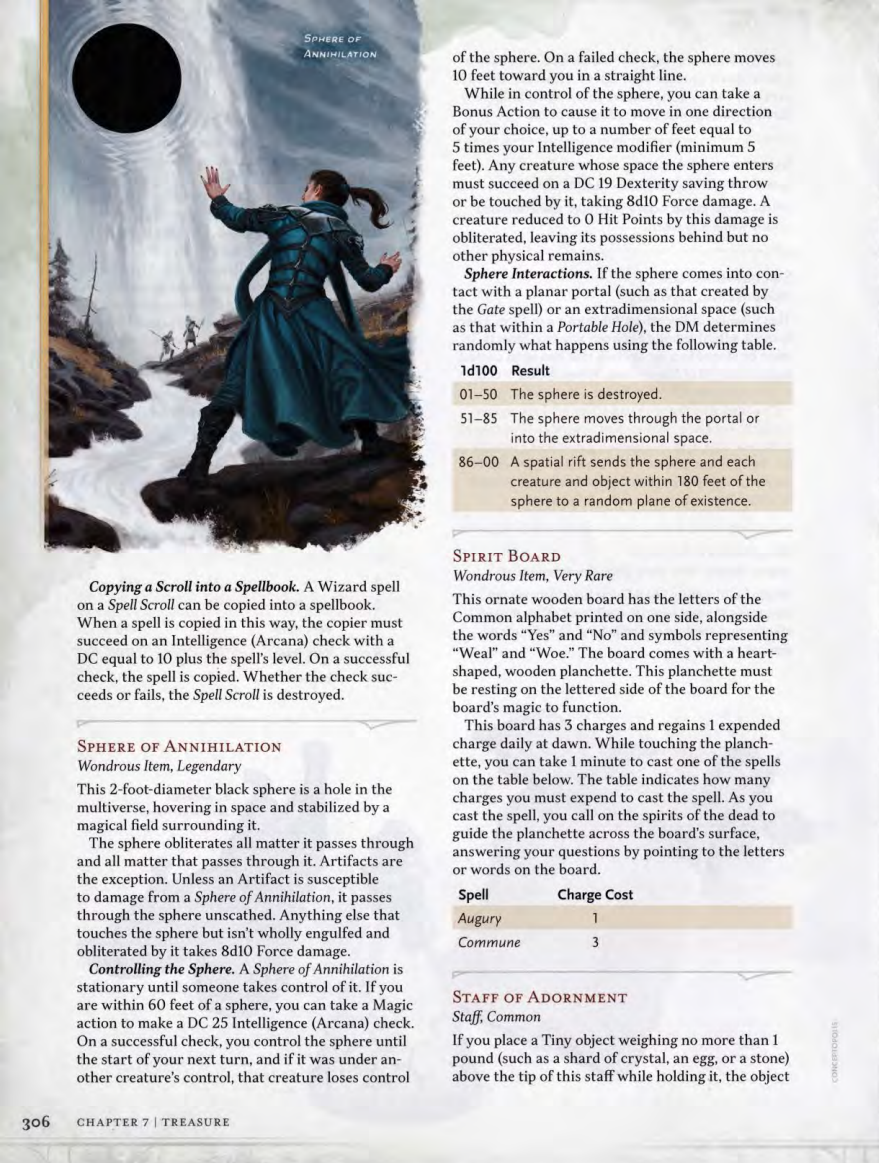 SPHERE OF
ANNIHILATION
Copying a Scroll into a Spellbook. A Wizard spell
on a Spell Scroll can be copied into a spellbook.
When a spell is copied in this way, the copier must
succeed on an Intelligence (Arcana) check with a
DC equal to 10 plus the spell's level. On a successful
check, the spell is copied. Whether the check suc-
ceeds or fails, the Spell Scroll is destroyed.
SPHERE OF ANNIHILATION
Wondrous Item, Legendary
This 2-foot-diameter black sphere is a hole in the
multiverse, hovering in space and stabilized by a
magical field surrounding it.
The sphere obliterates all matter it passes through
and all matter that passes through it. Artifacts are
the exception. Unless an Artifact is susceptible
to damage from a Sphere of Annihilation, it passes
through the sphere unscathed. Anything else that
touches the sphere but isn't wholly engulfed and
obliterated by it takes 8d10 Force damage.
Controlling the Sphere. A Sphere of Annihilation is
stationary until someone takes control of it. If you
are within 60 feet of a sphere, you can take a Magic
action to make a DC 25 Intelligence (Arcana) check.
On a successful check, you control the sphere until
the start of your next turn, and if it was under an-
other creature's control, that creature loses control
of the sphere. On a failed check, the sphere moves
10 feet toward you in a straight line.
While in control of the sphere, you can take a
Bonus Action to cause it to move in one direction
of your choice, up to a number of feet equal to
5 times your Intelligence modifier (minimum 5
feet). Any creature whose space the sphere enters
must succeed on a DC 19 Dexterity saving throw
or be touched by it, taking 8d10 Force damage. A
creature reduced to 0 Hit Points by this damage is
obliterated, leaving its possessions behind but no
other physical remains.
Sphere Interactions. If the sphere comes into con-
tact with a planar portal (such as that created by
the Gate spell) or an extradimensional space (such
as that within a Portable Hole), the DM determines
randomly what happens using the following table.
1d100 Result
01–50 The sphere is destroyed.
51–85 The sphere moves through the portal or
into the extradimensional space.
86–00 A spatial rift sends the sphere and each
creature and object within 180 feet of the
sphere to a random plane of existence.
SPIRIT BOARD
Wondrous Item, Very Rare
This ornate wooden board has the letters of the
Common alphabet printed on one side, alongside
the words "Yes" and "No" and symbols representing
"Weal" and "Woe." The board comes with a heart-
shaped, wooden planchette. This planchette must
be resting on the lettered side of the board for the
board's magic to function.
This board has 3 charges and regains 1 expended
charge daily at dawn. While touching the planch-
ette, you can take 1 minute to cast one of the spells
on the table below. The table indicates how many
charges you must expend to cast the spell. As you
cast the spell, you call on the spirits of the dead to
guide the planchette across the board's surface,
answering your questions by pointing to the letters
or words on the board.
Spell Charge Cost
Augury 1
Commune 3
STAFF OF ADORNMENT
Staff, Common
If you place a Tiny object weighing no more than 1
pound (such as a shard of crystal, an egg, or a stone)
above the tip of this staff while holding it, the object
CONCEPTOPOLIS
306 CHAPTER 7 | TREASURE